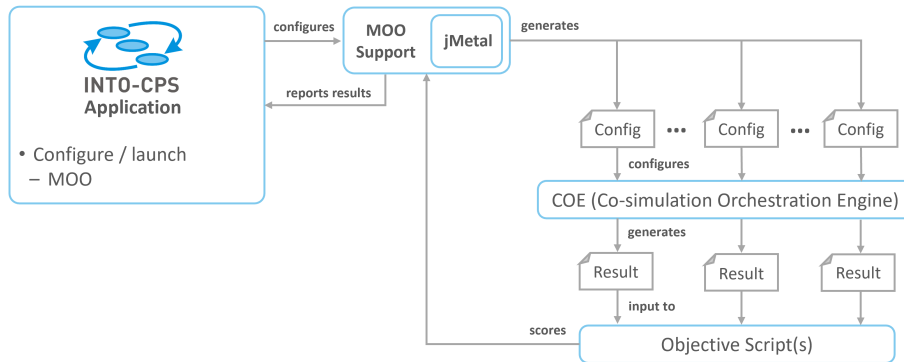 INTO-CPS
Application
• Configure / launch
– MOO
configures
reports results
MOO
Support
jMetal
generates
Config
...
Config
...
Config
configures
COE (Co-simulation Orchestration Engine)
generates
Result
Result
Result
input to
scores
Objective Script(s)